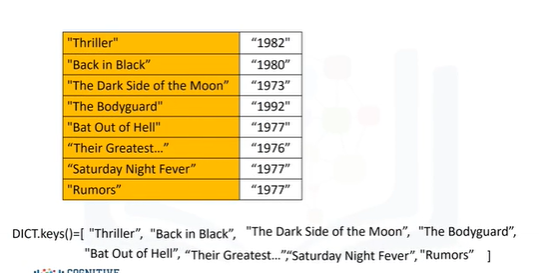 "Thriller" "1982"
"Back in Black" "1980"
"The Dark Side of the Moon" "1973"
"The Bodyguard" "1992"
"Bat Out of Hell" "1977"
"Their Greatest..." "1976"
"Saturday Night Fever" "1977"
"Rumors" "1977"
DICT.keys()=[ "Thriller", "Back in Black", "The Dark Side of the Moon", "The Bodyguard",
"Bat Out of Hell", "Their Greatest...","Saturday Night Fever", "Rumors" ]
COGNITIVE